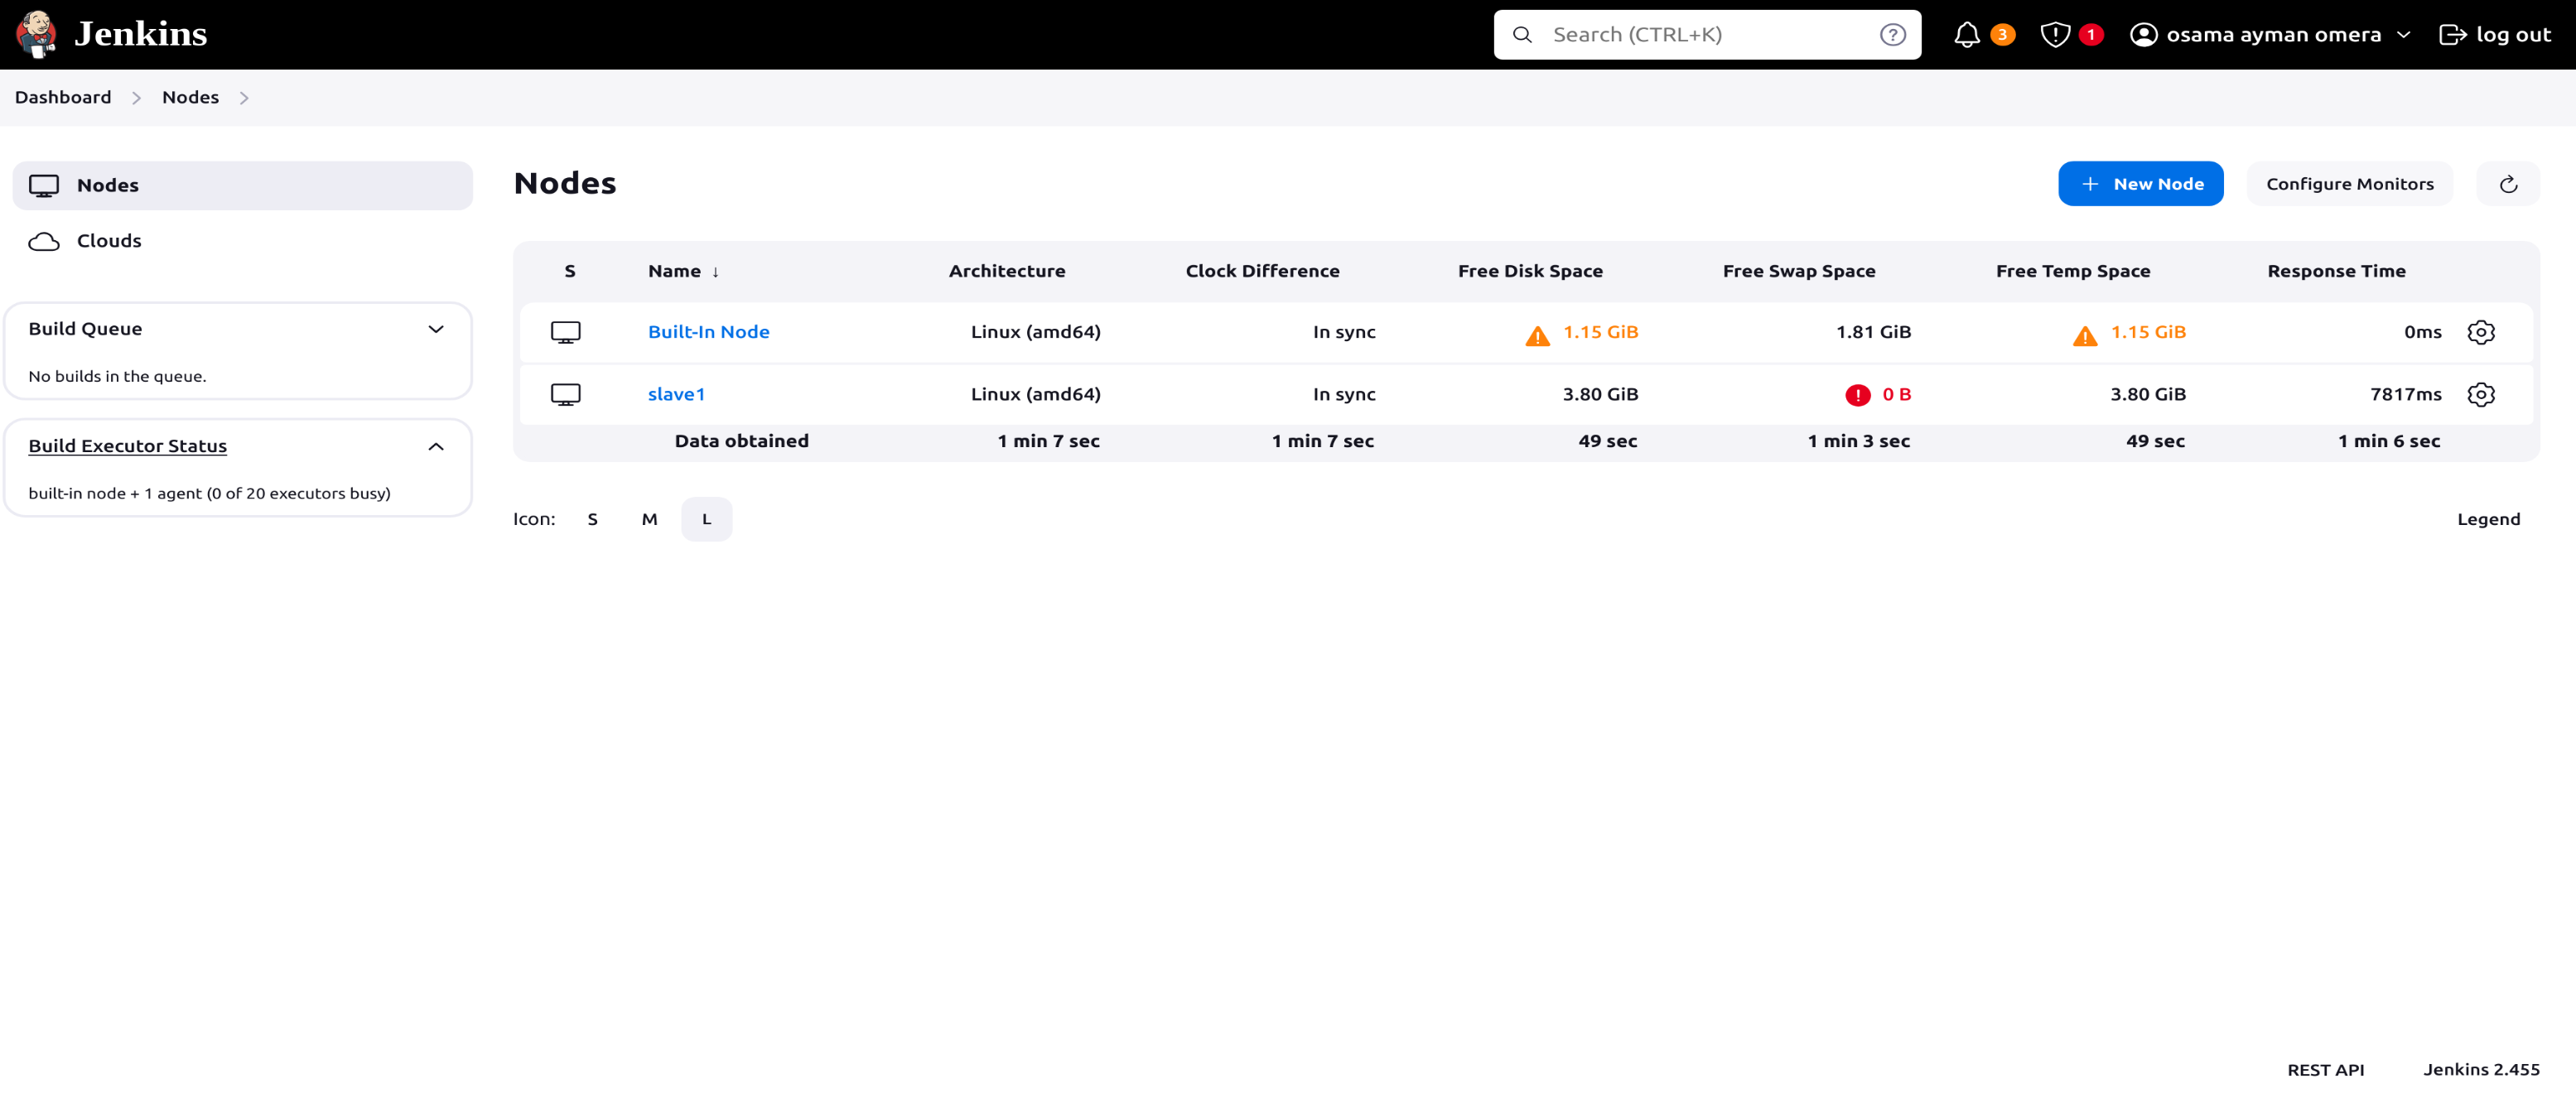 Jenkins
Search (CTRL+K)
3
1
osama ayman omera
log out
Dashboard
Nodes
Nodes
Clouds
Build Queue
No builds in the queue.
Build Executor Status
built-in node + 1 agent (0 of 20 executors busy)
Nodes
New Node
Configure Monitors
S Name ↓ Architecture Clock Difference Free Disk Space Free Swap Space Free Temp Space Response Time
Built-In Node Linux (amd64) In sync 1.15 GiB 1.81 GiB 1.15 GiB 0ms
slave1 Linux (amd64) In sync 3.80 GiB 0 B 3.80 GiB 7817ms
Data obtained 1 min 7 sec 1 min 7 sec 49 sec 1 min 3 sec 49 sec 1 min 6 sec
Icon: S M L
Legend
REST API
Jenkins 2.455